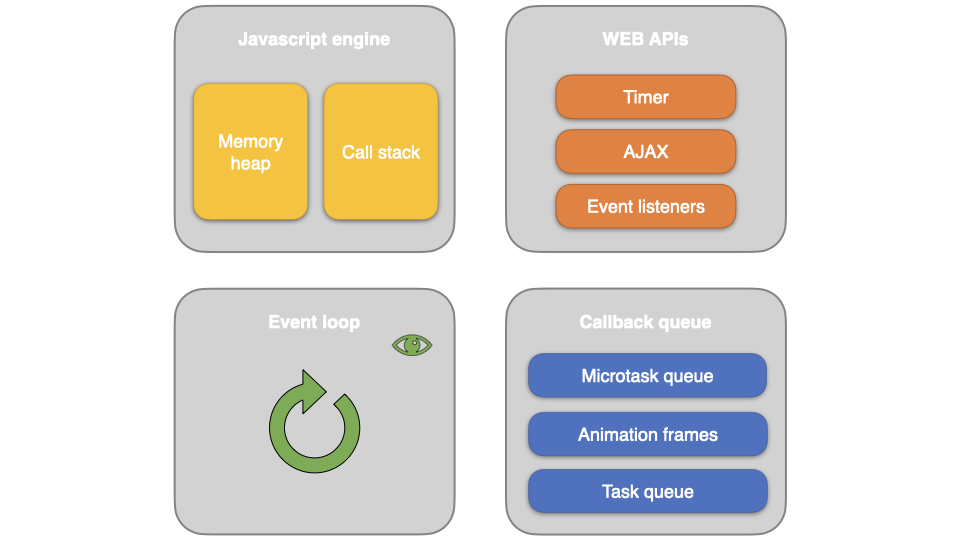 Javascript engine
Memory
heap
Call stack
WEB APIs
Timer
AJAX
Event listeners
Event loop
Callback queue
Microtask queue
Animation frames
Task queue